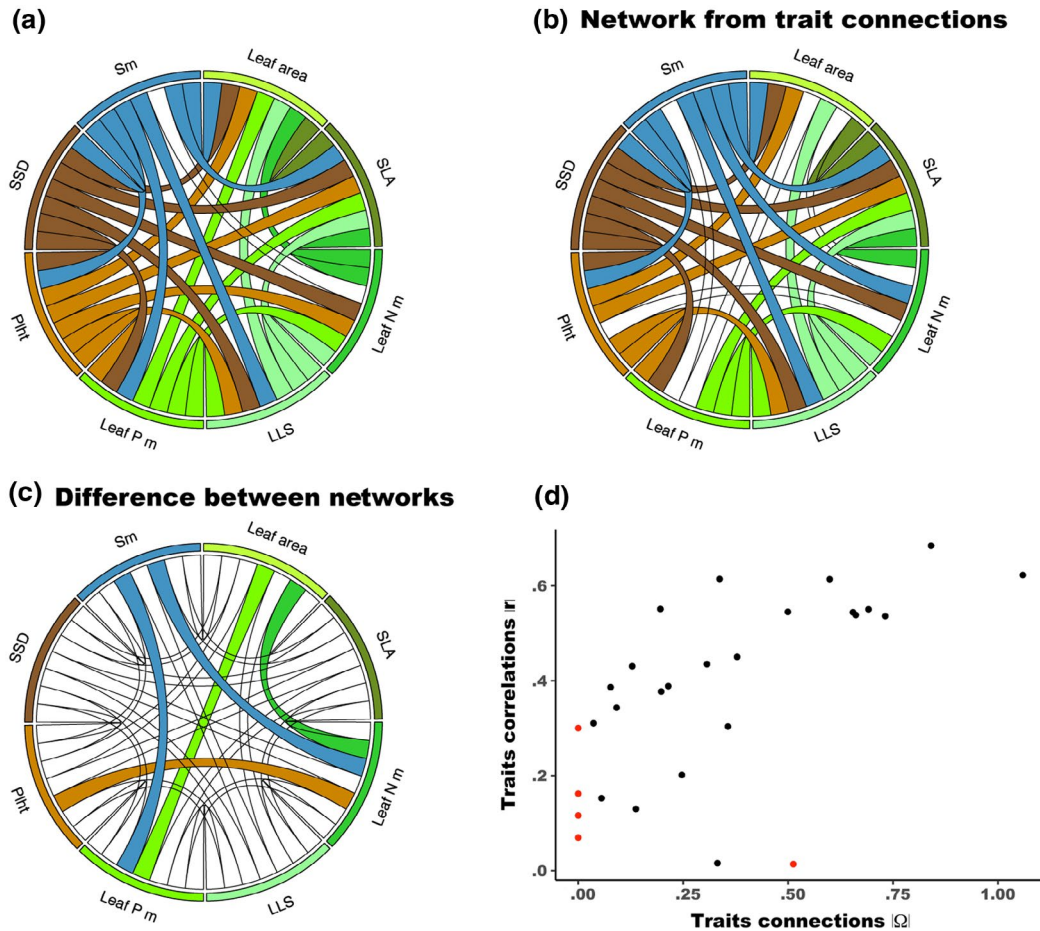 (a)
Sm
Leaf area
SLA
Leaf N m
LLS
Leaf P m
Plht
SSD
(b) Network from trait connections
Sm
Leaf area
SLA
Leaf N m
LLS
Leaf P m
Plht
SSD
(c) Difference between networks
Sm
Leaf area
SLA
Leaf N m
LLS
Leaf P m
Plht
SSD
(d)
Traits correlations |r|
.6
.4
.2
.0
.00 .25 .50 .75 1.00
Traits connections |Ω|